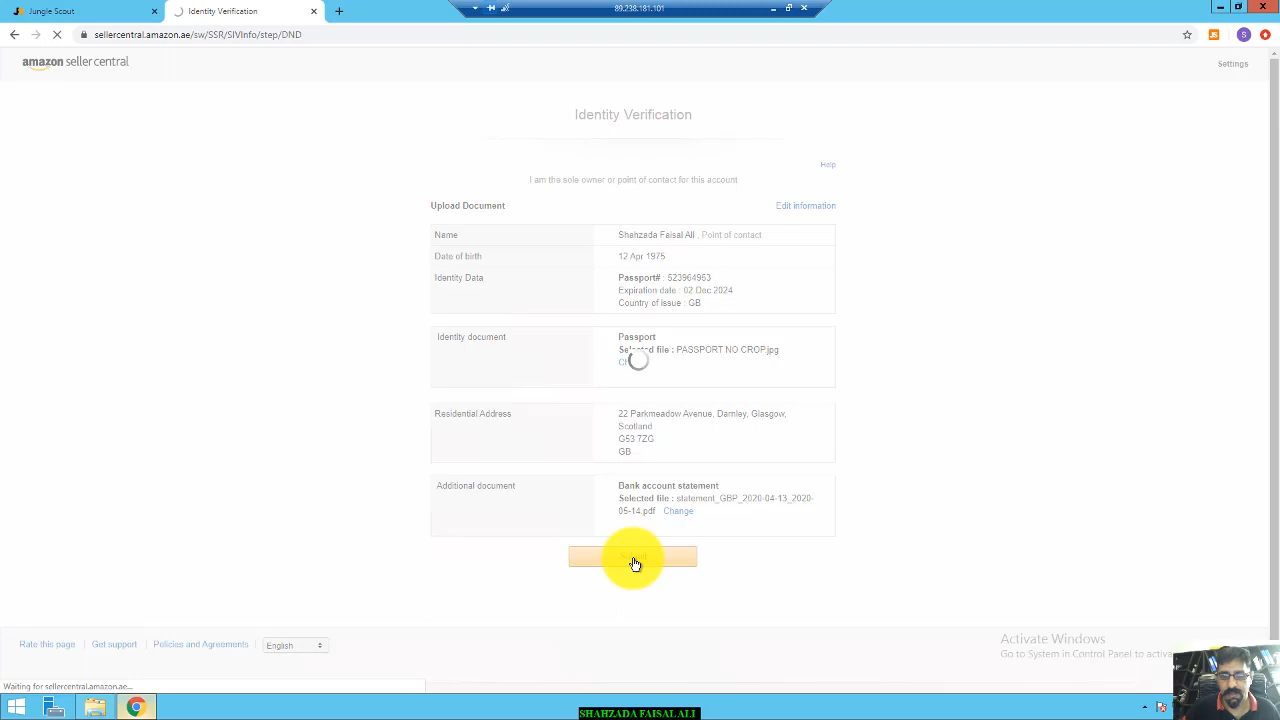 Jungle Scout
Identity Verification
89.238.181.101
sellercentral.amazon.ae/sw/SSR/SIVInfo/step/DND
JS
S
amazon seller central
Settings
Identity Verification
Help
I am the sole owner or point of contact for this account
Upload Document
Edit information
Name
Shahzada Faisal Ali , Point of contact
Date of birth
12 Apr 1975
Identity Data
Passport# : 523964953
Expiration date : 02 Dec 2024
Country of issue : GB
Identity document
Passport
Selected file : PASSPORT NO CROP.jpg
Residential Address
22 Parkmeadow Avenue, Darnley, Glasgow,
Scotland
G53 7ZG
GB
Additional document
Bank account statement
Selected file : statement_GBP_2020-04-13_2020-
05-14.pdf Change
Rate this page
Get support
Policies and Agreements
English
Activate Windows
Go to System in Control Panel to
Waiting for sellercentral.amazon.ae...
SHAHZADA FAISAL ALI